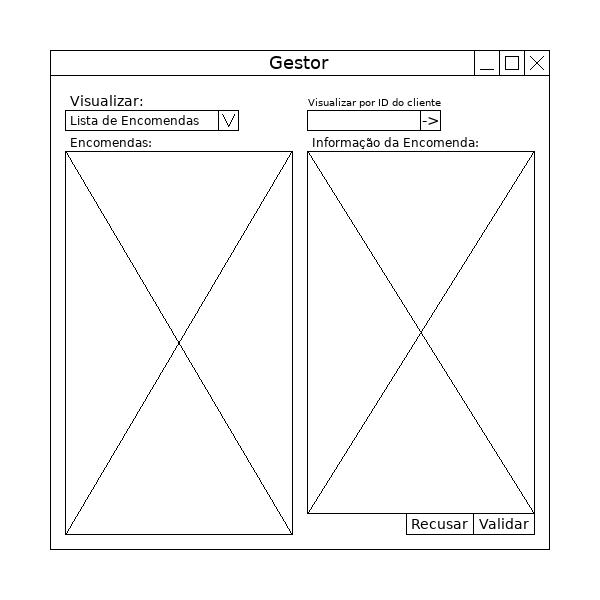 Gestor
Visualizar:
Lista de Encomendas
Visualizar por ID do cliente
->
Encomendas:
Informação da Encomenda:
Recusar
Validar